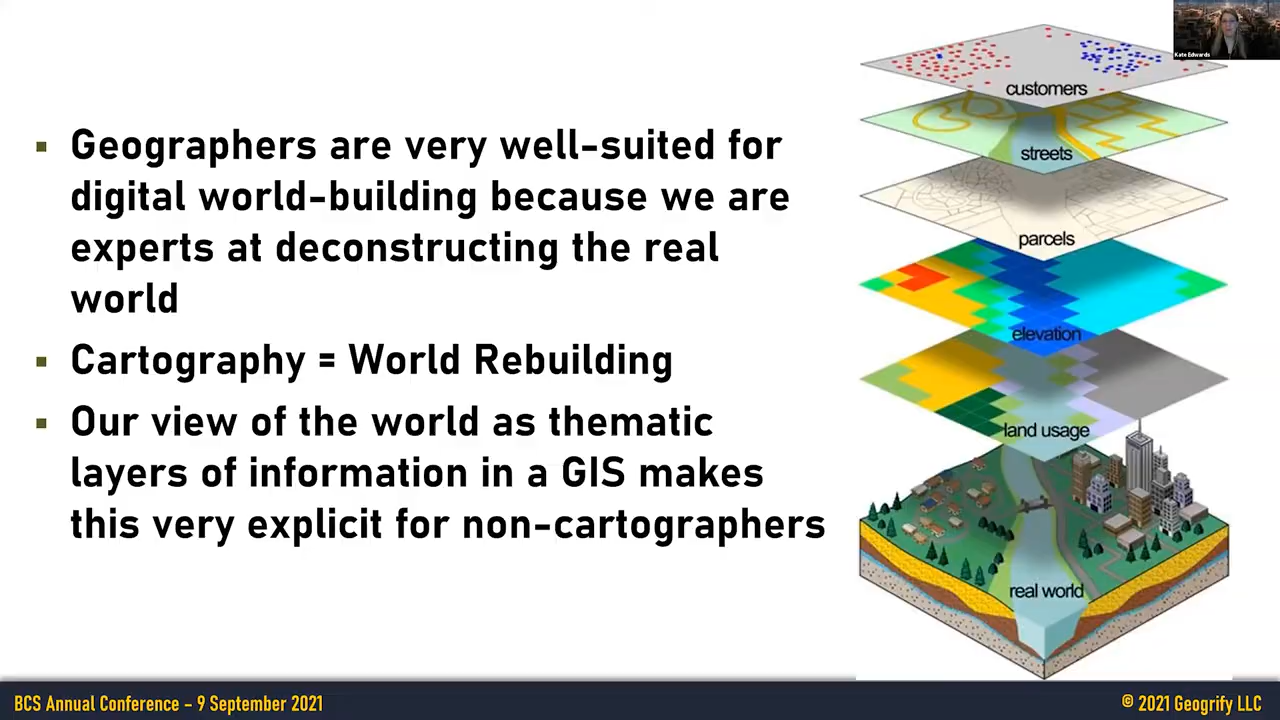 Kate Edwards
Geographers are very well-suited for
digital world-building because we are
experts at deconstructing the real
world
Cartography = World Rebuilding
Our view of the world as thematic
layers of information in a GIS makes
this very explicit for non-cartographers
customers
streets
parcels
elevation
land usage
real world
BCS Annual Conference – 9 September 2021
© 2021 Geogrify LLC